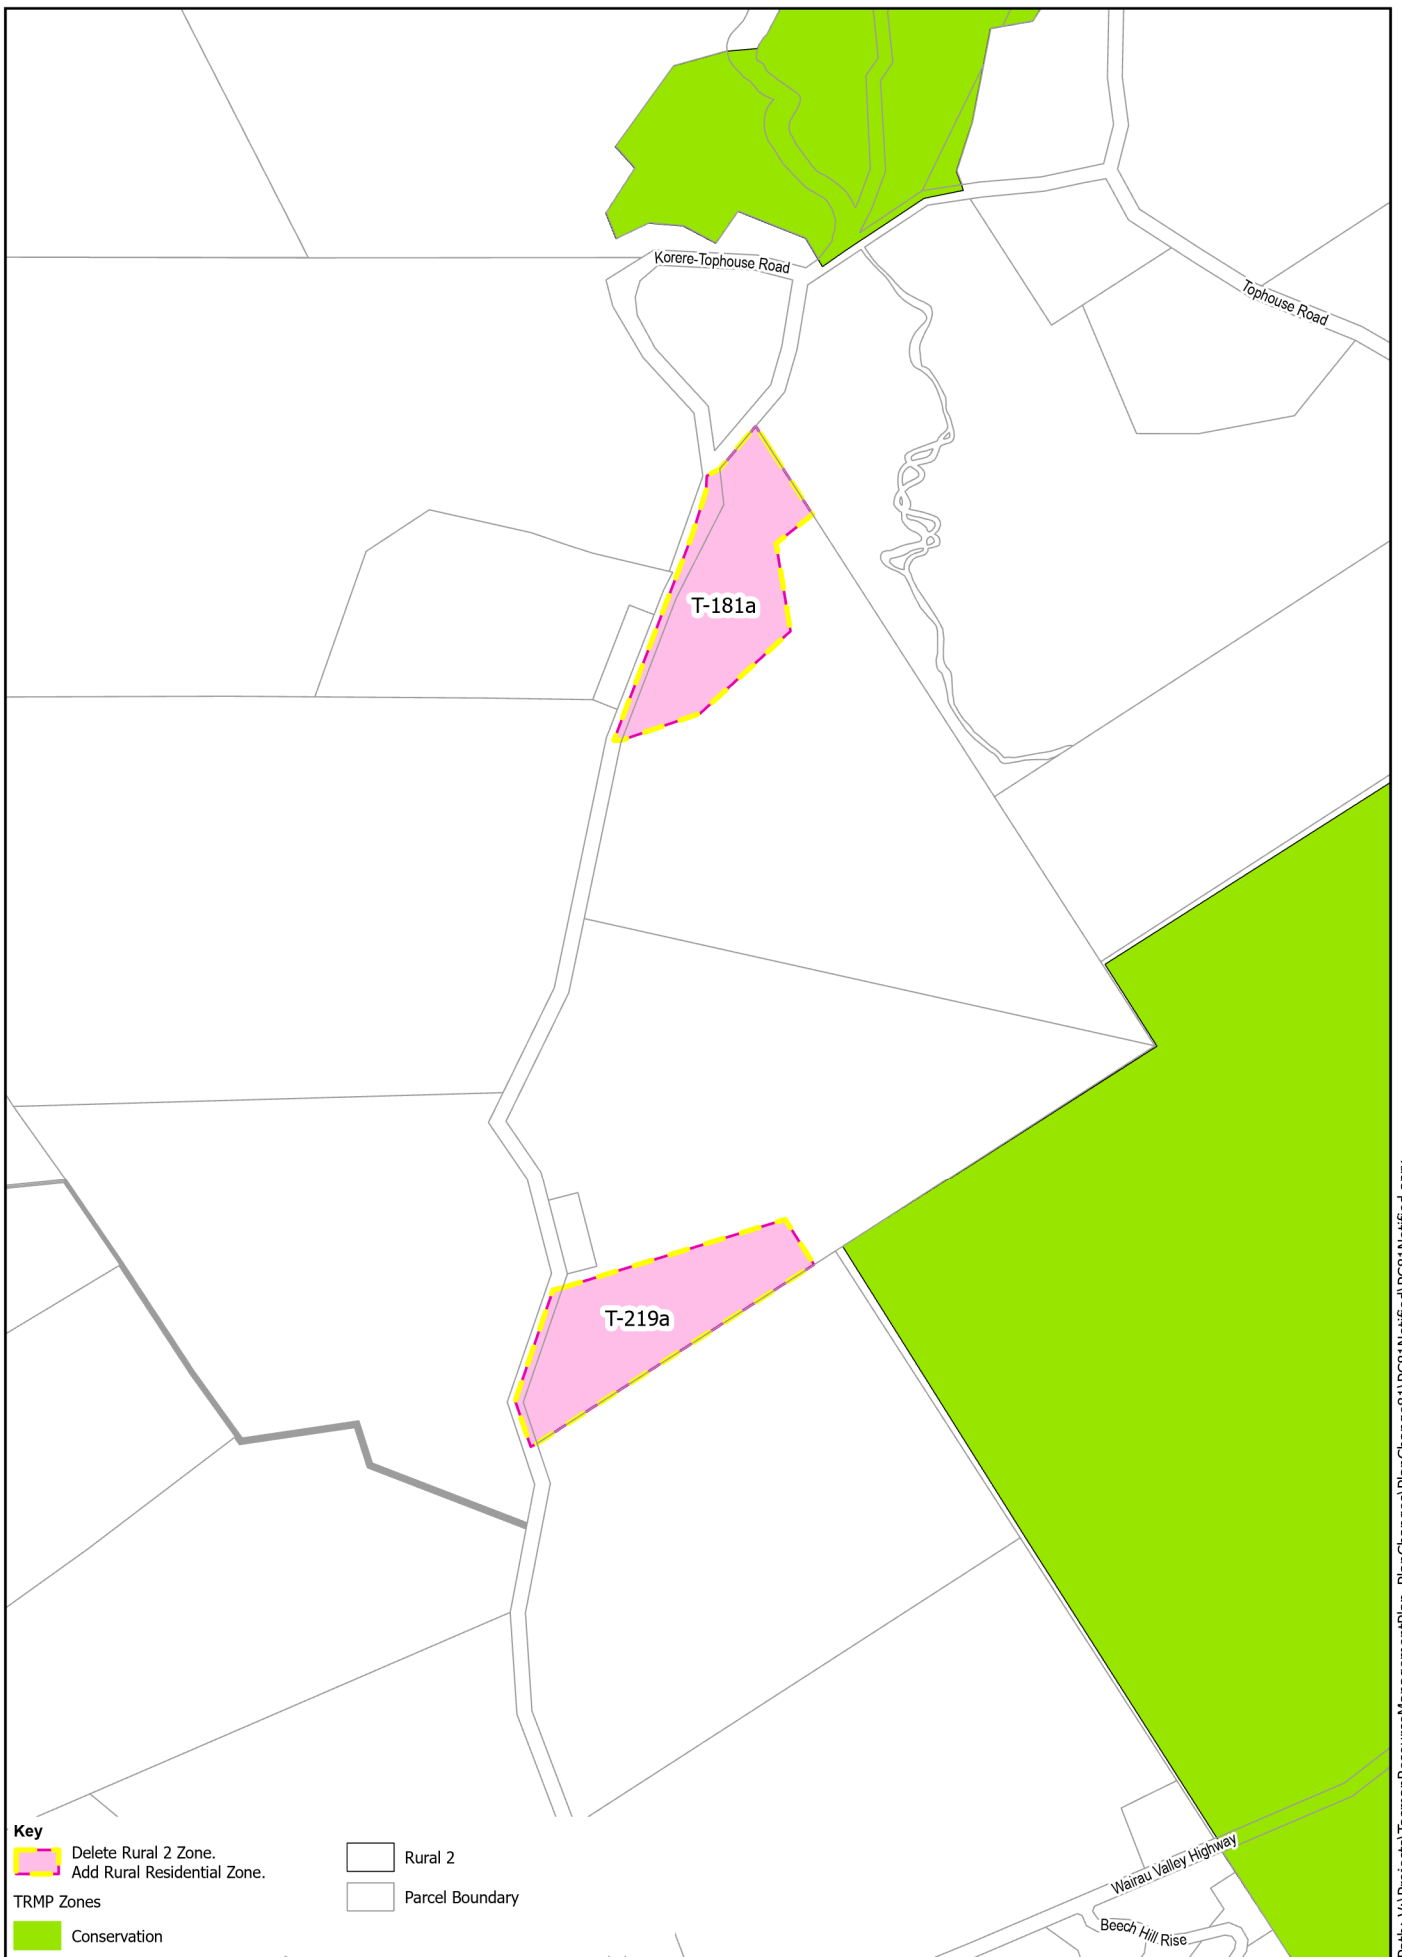 Korere-Tophouse Road
Tophouse Road
T-181a
T-219a
Key
Delete Rural 2 Zone.
Add Rural Residential Zone.
TRMP Zones
Conservation
Rural 2
Parcel Boundary
Wairau Valley Highway
Beech Hill Rise